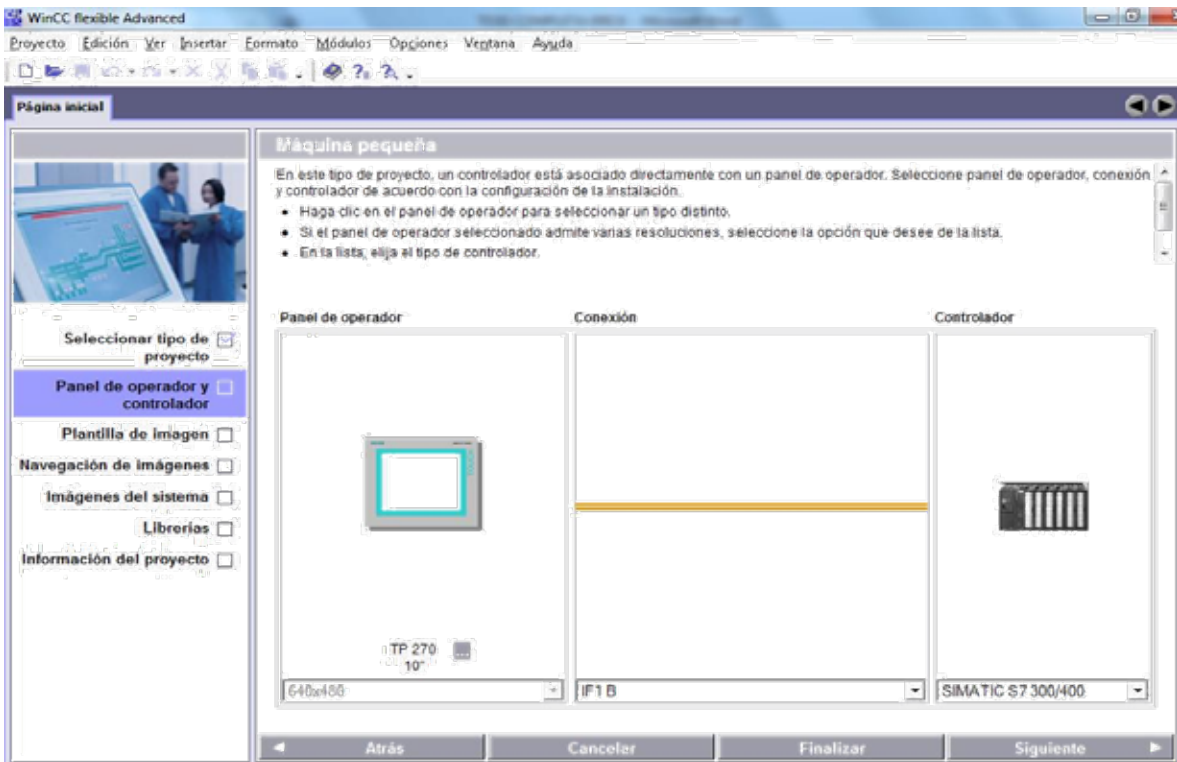 WinCC flexible Advanced
Proyecto Edición Ver Insertar Formato Módulos Opciones Ventana Ayuda
Página inicial
Máquina pequeña
En este tipo de proyecto, un controlador está asociado directamente con un panel de operador. Seleccione panel de operador, conexión
y controlador de acuerdo con la configuración de la instalación.
• Haga clic en el panel de operador para seleccionar un tipo distinto.
• Si el panel de operador seleccionado admite varias resoluciones, seleccione la opción que desee de la lista.
• En la lista, elija el tipo de controlador.
Seleccionar tipo de
proyecto
Panel de operador y
controlador
Plantilla de imagen
Navegación de imágenes
Imágenes del sistema
Librerías
Información del proyecto
Panel de operador
Conexión
Controlador
TP 270
10"
640x480
IF1 B
SIMATIC S7 300/400
Atrás
Cancelar
Finalizar
Siguiente